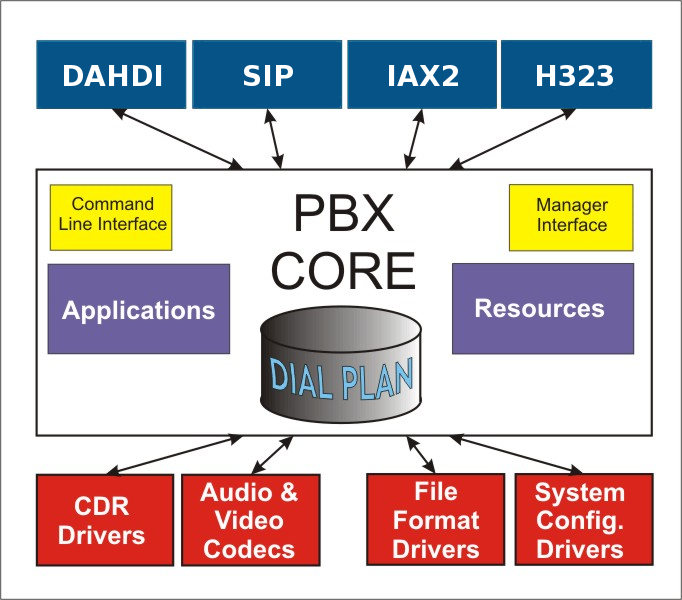 DAHDI
SIP
IAX2
H323
Command
Line Interface
PBX
CORE
Manager
Interface
Applications
Resources
DIAL PLAN
CDR
Drivers
Audio &
Video
Codecs
File
Format
Drivers
System
Config.
Drivers